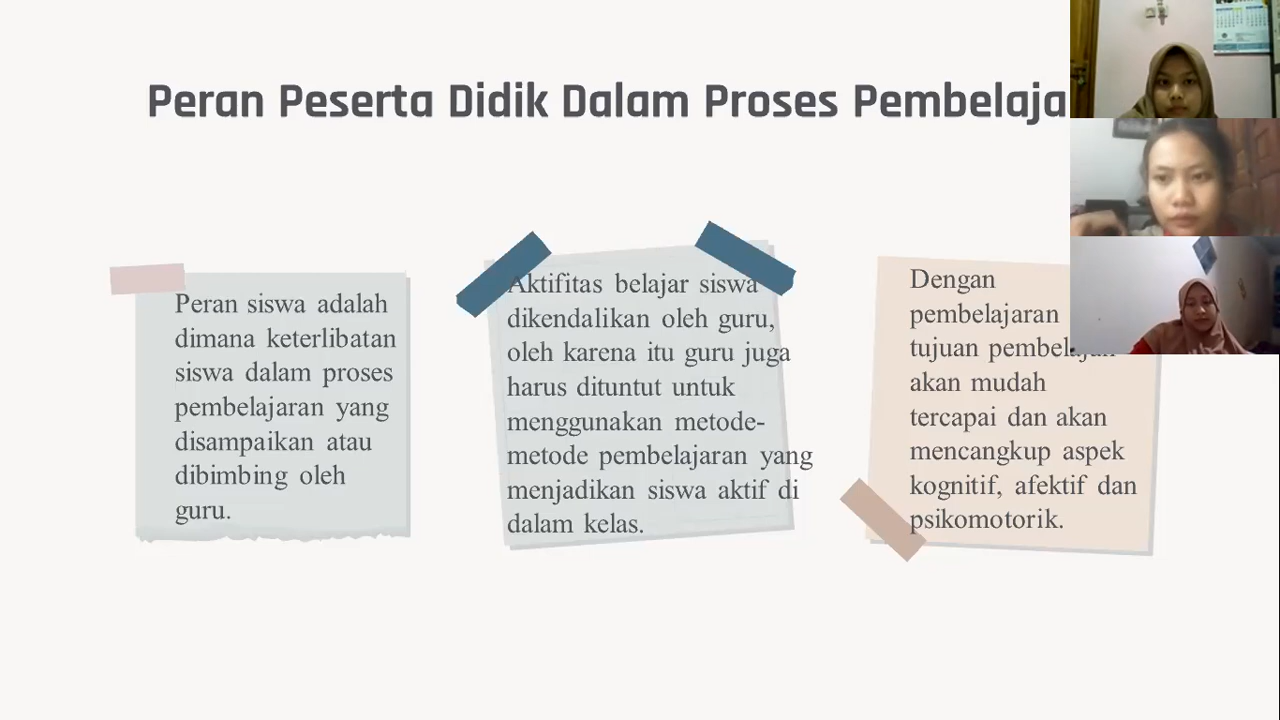 Peran Peserta Didik Dalam Proses Pembelaja
Peran siswa adalah
dimana keterlibatan
siswa dalam proses
pembelajaran yang
disampaikan atau
dibimbing oleh
guru.
Aktifitas belajar siswa
dikendalikan oleh guru,
oleh karena itu guru juga
harus dituntut untuk
menggunakan metode-
metode pembelajaran yang
menjadikan siswa aktif di
dalam kelas.
Dengan
pembelajaran
tujuan pembelajaran
akan mudah
tercapai dan akan
mencangkup aspek
kognitif, afektif dan
psikomotorik.